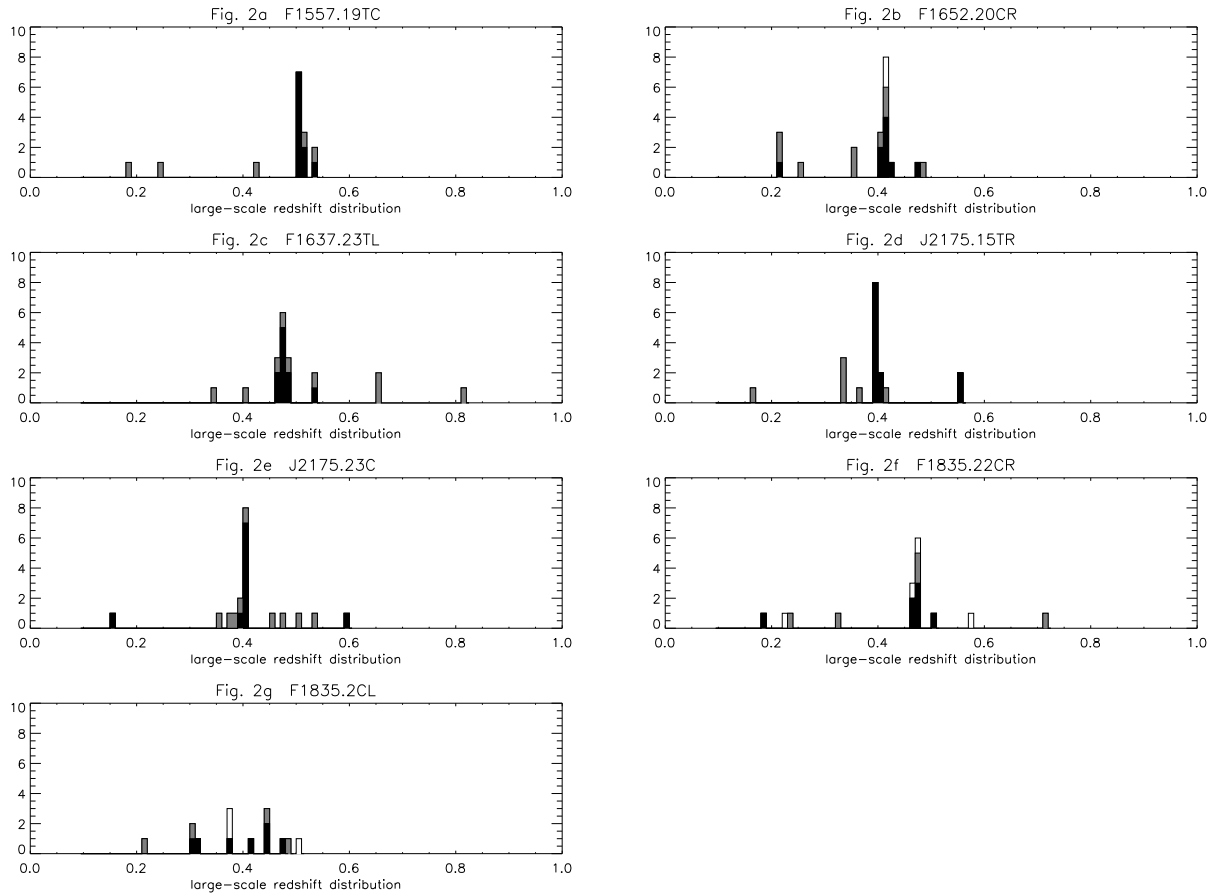 Fig. 2a F1557.19TC
10
8
6
4
2
0
0.0 0.2 0.4 0.6 0.8 1.0
large-scale redshift distribution
Fig. 2b F1652.20CR
10
8
6
4
2
0
0.0 0.2 0.4 0.6 0.8 1.0
large-scale redshift distribution
Fig. 2c F1637.23TL
10
8
6
4
2
0
0.0 0.2 0.4 0.6 0.8 1.0
large-scale redshift distribution
Fig. 2d J2175.15TR
10
8
6
4
2
0
0.0 0.2 0.4 0.6 0.8 1.0
large-scale redshift distribution
Fig. 2e J2175.23C
10
8
6
4
2
0
0.0 0.2 0.4 0.6 0.8 1.0
large-scale redshift distribution
Fig. 2f F1835.22CR
10
8
6
4
2
0
0.0 0.2 0.4 0.6 0.8 1.0
large-scale redshift distribution
Fig. 2g F1835.2CL
10
8
6
4
2
0
0.0 0.2 0.4 0.6 0.8 1.0
large-scale redshift distribution